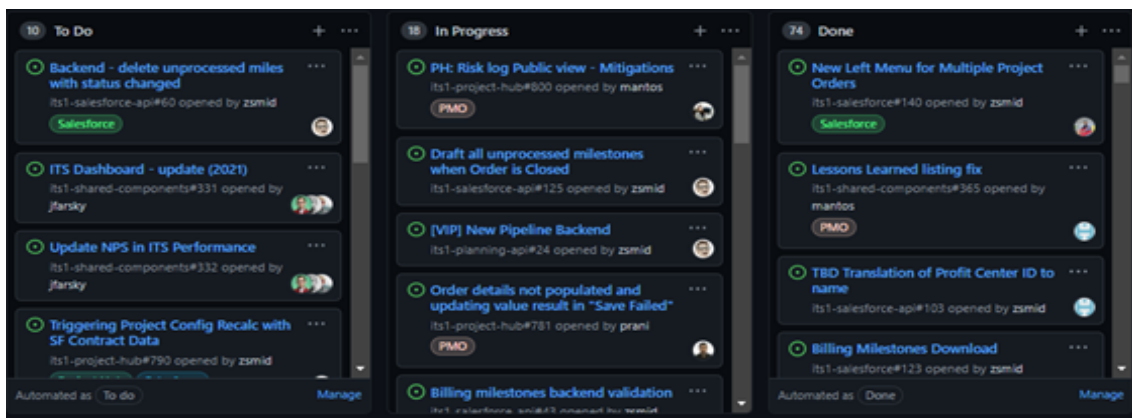 10 To Do
Backend - delete unprocessed miles
with status changed
its1-salesforce-api#60 opened by zsmid
Salesforce
ITS Dashboard - update (2021)
its1-shared-components#331 opened by
jfarsky
Update NPS in ITS Performance
its1-shared-components#332 opened by
jfarsky
Triggering Project Config Recalc with
SF Contract Data
its1-project-hub#790 opened by zsmid
Automated as To do
Manage
18 In Progress
PH: Risk log Public view - Mitigations
its1-project-hub#800 opened by mantos
PMO
Draft all unprocessed milestones
when Order is Closed
its1-salesforce-api#125 opened by zsmid
[VIP] New Pipeline Backend
its1-planning-api#24 opened by zsmid
Order details not populated and
updating value result in "Save Failed"
its1-project-hub#781 opened by prani
PMO
Billing milestones backend validation
its1-salesforce-api#43 opened by zsmid
74 Done
New Left Menu for Multiple Project
Orders
its1-salesforce#140 opened by zsmid
Salesforce
Lessons Learned listing fix
its1-shared-components#365 opened by
mantos
PMO
TBD Translation of Profit Center ID to
name
its1-salesforce-api#103 opened by zsmid
Billing Milestones Download
its1-salesforce#123 opened by zsmid
Automated as Done
Manage